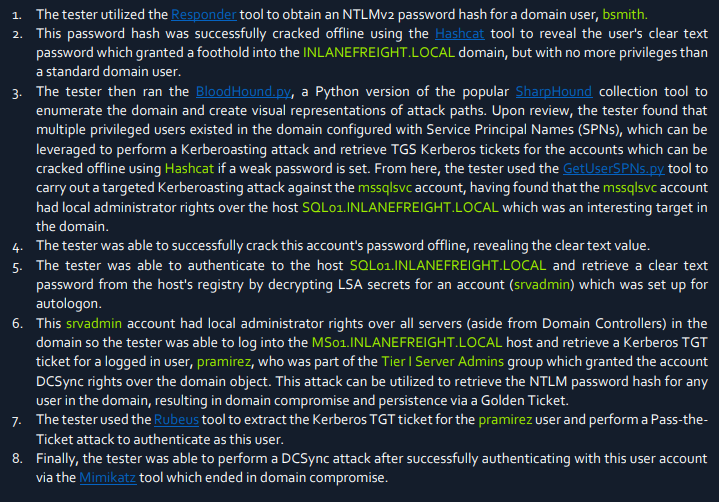 1. The tester utilized the Responder tool to obtain an NTLMv2 password hash for a domain user, bsmith.
2. This password hash was successfully cracked offline using the Hashcat tool to reveal the user's clear text
password which granted a foothold into the INLANEFREIGHT.LOCAL domain, but with no more privileges than
a standard domain user.
3. The tester then ran the BloodHound.py, a Python version of the popular SharpHound collection tool to
enumerate the domain and create visual representations of attack paths. Upon review, the tester found that
multiple privileged users existed in the domain configured with Service Principal Names (SPNs), which can be
leveraged to perform a Kerberoasting attack and retrieve TGS Kerberos tickets for the accounts which can be
cracked offline using Hashcat if a weak password is set. From here, the tester used the GetUserSPNs.py tool to
carry out a targeted Kerberoasting attack against the mssqlsvc account, having found that the mssqlsvc account
had local administrator rights over the host SQL01.INLANEFREIGHT.LOCAL which was an interesting target in
the domain.
4. The tester was able to successfully crack this account's password offline, revealing the clear text value.
5. The tester was able to authenticate to the host SQL01.INLANEFREIGHT.LOCAL and retrieve a clear text
password from the host's registry by decrypting LSA secrets for an account (srvadmin) which was set up for
autologon.
6. This srvadmin account had local administrator rights over all servers (aside from Domain Controllers) in the
domain so the tester was able to log into the MS01.INLANEFREIGHT.LOCAL host and retrieve a Kerberos TGT
ticket for a logged in user, pramirez, who was part of the Tier I Server Admins group which granted the account
DCSync rights over the domain object. This attack can be utilized to retrieve the NTLM password hash for any
user in the domain, resulting in domain compromise and persistence via a Golden Ticket.
7. The tester used the Rubeus tool to extract the Kerberos TGT ticket for the pramirez user and perform a Pass-the-
Ticket attack to authenticate as this user.
8. Finally, the tester was able to perform a DCSync attack after successfully authenticating with this user account
via the Mimikatz tool which ended in domain compromise.